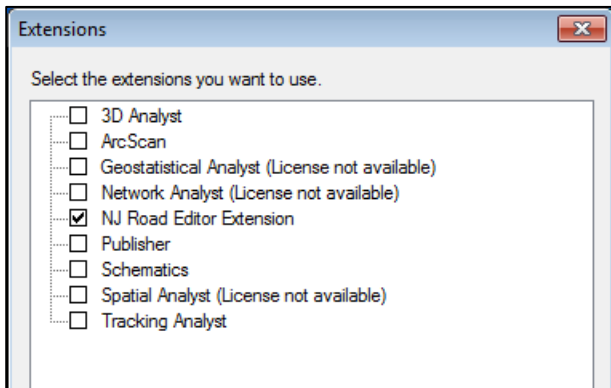 Extensions
Select the extensions you want to use.
3D Analyst
ArcScan
Geostatistical Analyst (License not available)
Network Analyst (License not available)
NJ Road Editor Extension
Publisher
Schematics
Spatial Analyst (License not available)
Tracking Analyst